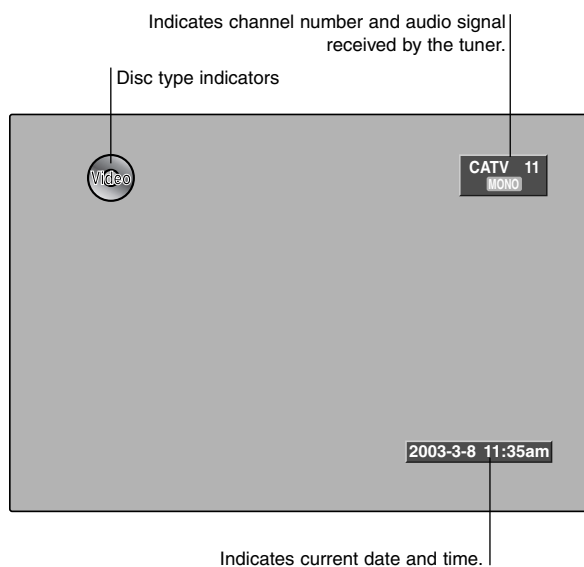 Indicates channel number and audio signal
received by the tuner.
Disc type indicators
Video
CATV 11
MONO
2003-3-8 11:35am
Indicates current date and time.